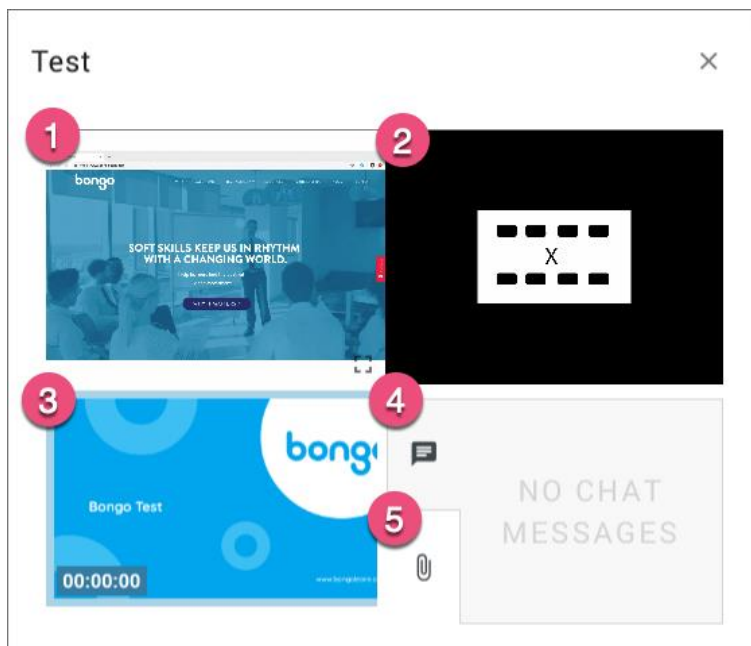 Test
1
2
bongo
SOFT SKILLS KEEP US IN RHYTHM
WITH A CHANGING WORLD.
X
3
4
bong
Bongo Test
00:00:00
NO CHAT
MESSAGES
5